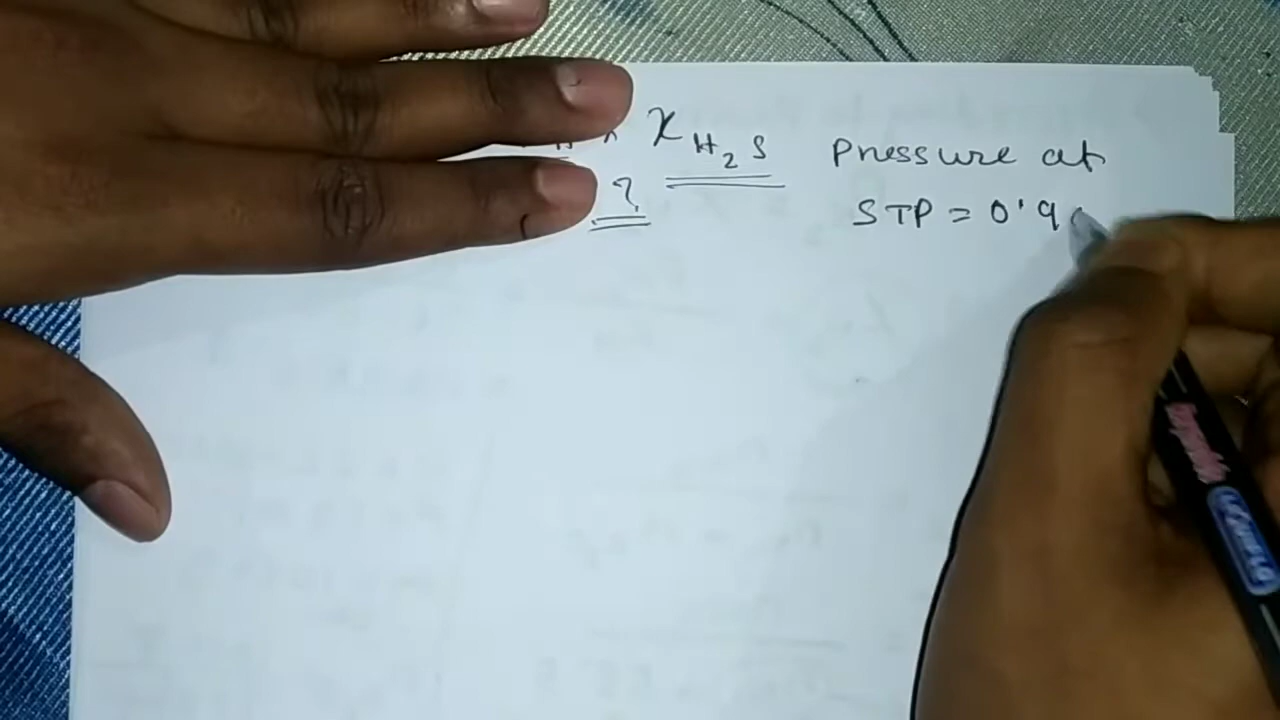 χ H₂S Pressure at
? STP = 0.9